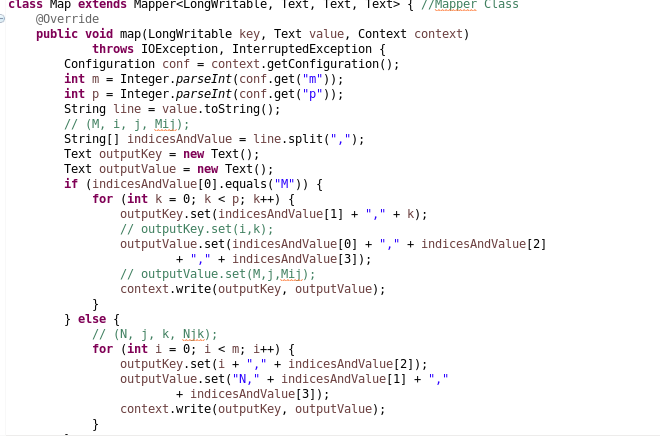 class Map extends Mapper<LongWritable, Text, Text, Text> { //Mapper Class
@Override
public void map(LongWritable key, Text value, Context context)
throws IOException, InterruptedException {
Configuration conf = context.getConfiguration();
int m = Integer.parseInt(conf.get("m"));
int p = Integer.parseInt(conf.get("p"));
String line = value.toString();
// (M, i, j, Mij);
String[] indicesAndValue = line.split(",");
Text outputKey = new Text();
Text outputValue = new Text();
if (indicesAndValue[0].equals("M")) {
for (int k = 0; k < p; k++) {
outputKey.set(indicesAndValue[1] + "," + k);
// outputKey.set(i,k);
outputValue.set(indicesAndValue[0] + "," + indicesAndValue[2]
+ "," + indicesAndValue[3]);
// outputValue.set(M,j,Mij);
context.write(outputKey, outputValue);
}
} else {
// (N, j, k, Njk);
for (int i = 0; i < m; i++) {
outputKey.set(i + "," + indicesAndValue[2]);
outputValue.set("N," + indicesAndValue[1] + ","
+ indicesAndValue[3]);
context.write(outputKey, outputValue);
}